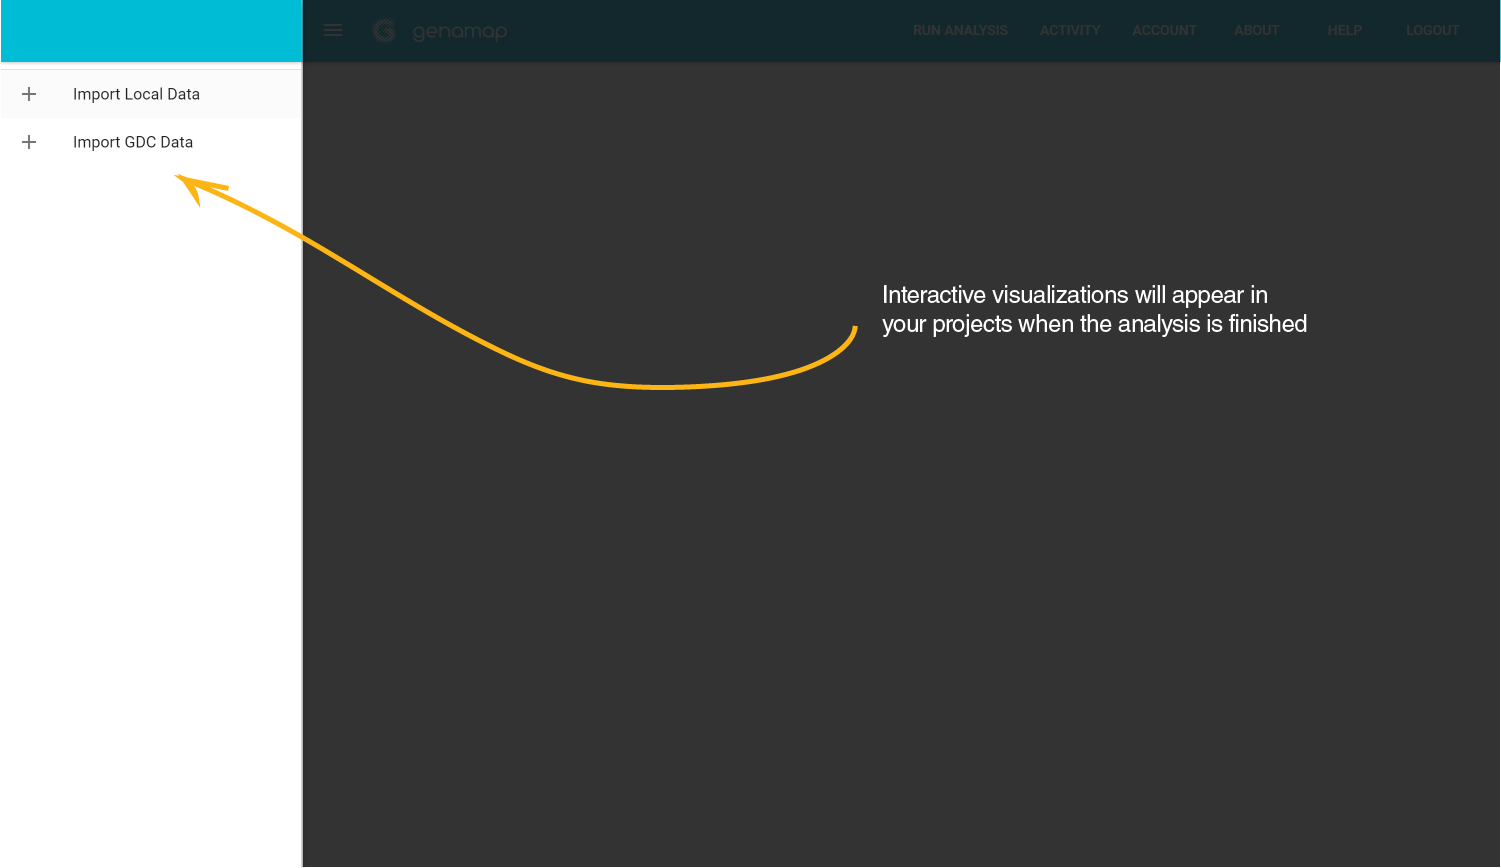 genamap
RUN ANALYSIS
ACTIVITY
ACCOUNT
ABOUT
HELP
LOGOUT
Import Local Data
Import GDC Data
Interactive visualizations will appear in
your projects when the analysis is finished